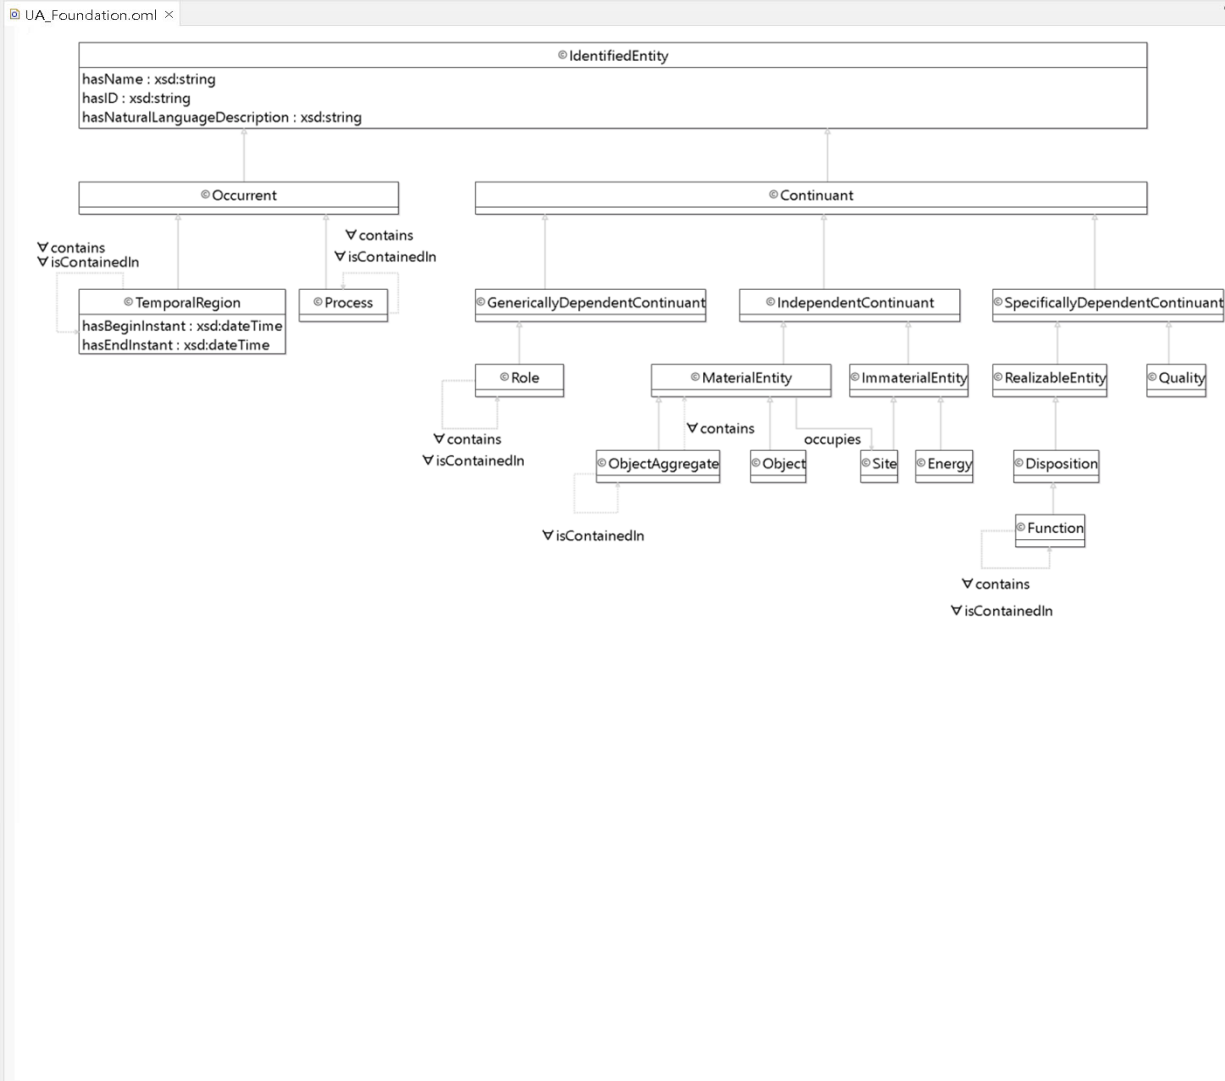 UA_Foundation.oml
© IdentifiedEntity
hasName : xsd:string
hasID : xsd:string
hasNaturalLanguageDescription : xsd:string
© Occurrent
© Continuant
∀ contains
∀ isContainedIn
∀ contains
∀ isContainedIn
© TemporalRegion
hasBeginInstant : xsd:dateTime
hasEndInstant : xsd:dateTime
© Process
© GenericallyDependentContinuant
© IndependentContinuant
© SpecificallyDependentContinuant
© Role
© MaterialEntity
© ImmaterialEntity
© RealizableEntity
© Quality
∀ contains
∀ isContainedIn
∀ contains
occupies
© ObjectAggregate
© Object
© Site
© Energy
© Disposition
∀ isContainedIn
© Function
∀ contains
∀ isContainedIn